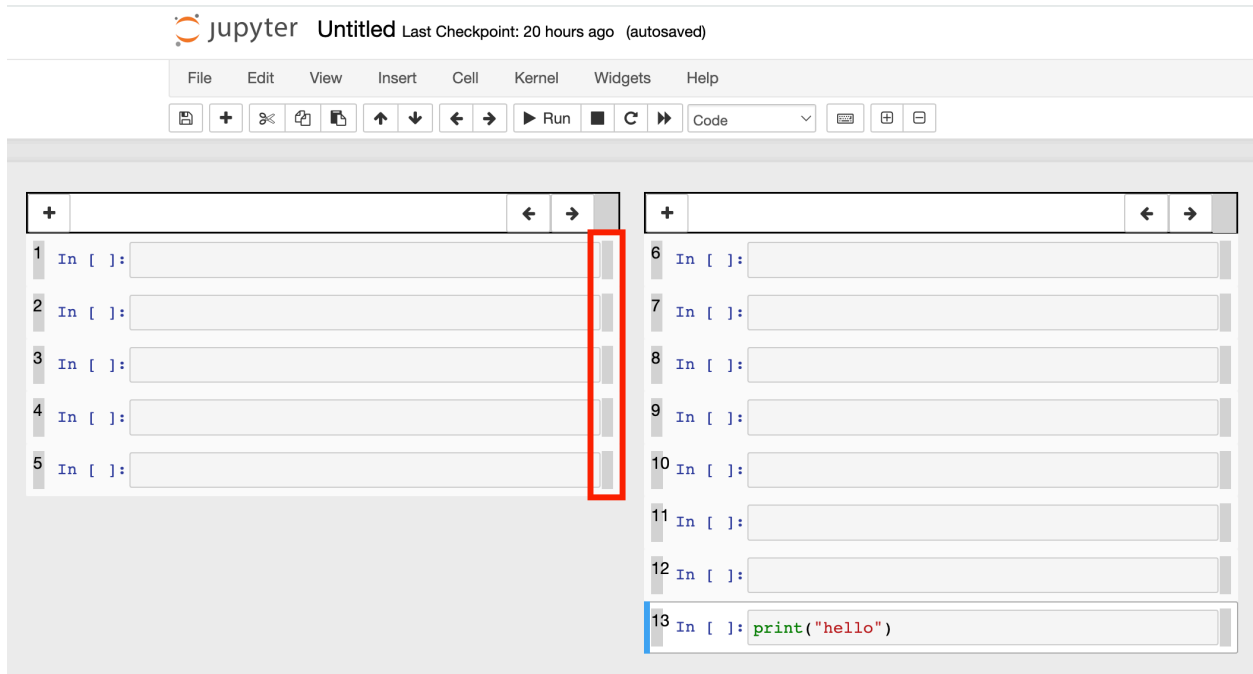 jupyter Untitled Last Checkpoint: 20 hours ago (autosaved)
File Edit View Insert Cell Kernel Widgets Help
Run Code
1 In [ ]:
2 In [ ]:
3 In [ ]:
4 In [ ]:
5 In [ ]:
6 In [ ]:
7 In [ ]:
8 In [ ]:
9 In [ ]:
10 In [ ]:
11 In [ ]:
12 In [ ]:
13 In [ ]: print("hello")